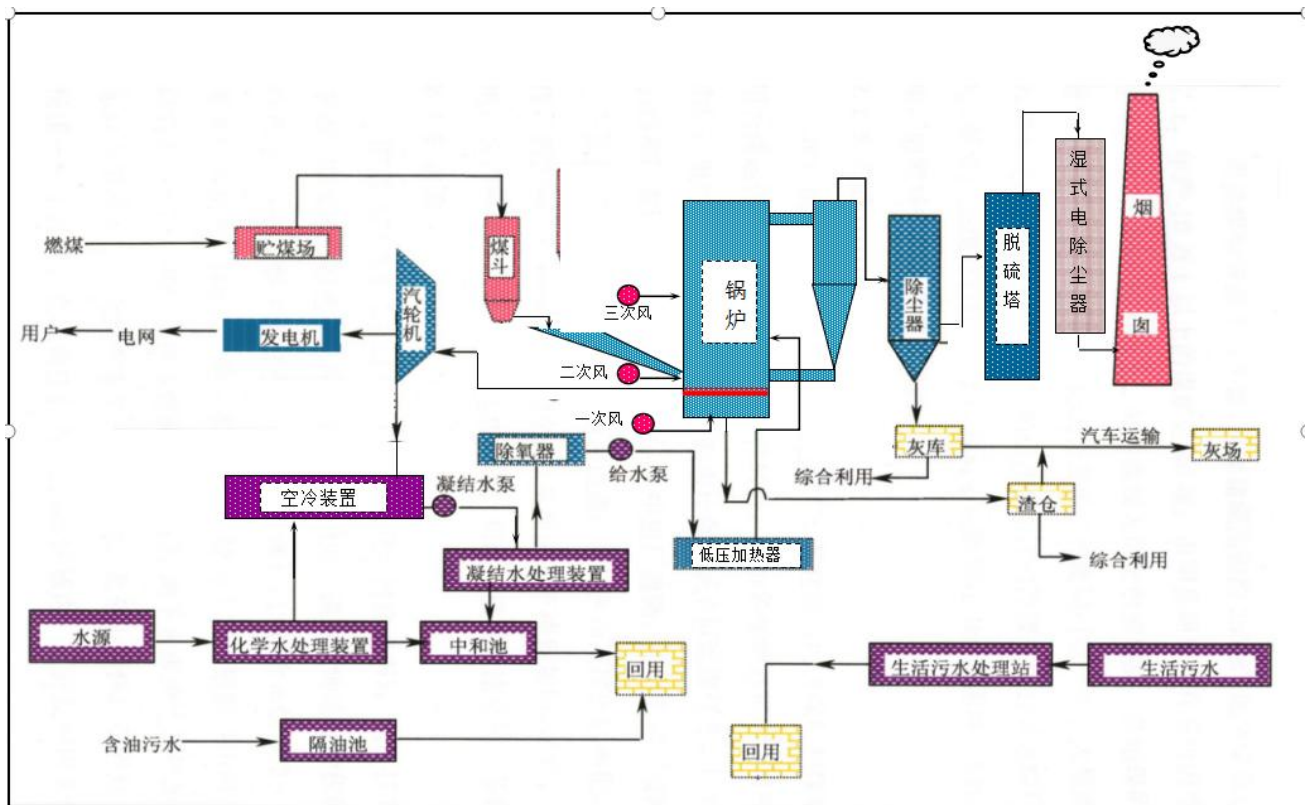 燃煤
贮煤场
煤斗
用户
电网
发电机
汽轮机
三次风
二次风
一次风
锅炉
除尘器
脱硫塔
湿式电除尘器
烟
囱
除氧器
给水泵
灰库
汽车运输
灰场
综合利用
渣仓
综合利用
空冷装置
凝结水泵
凝结水处理装置
低压加热器
水源
化学水处理装置
中和池
回用
生活污水处理站
生活污水
含油污水
隔油池
回用